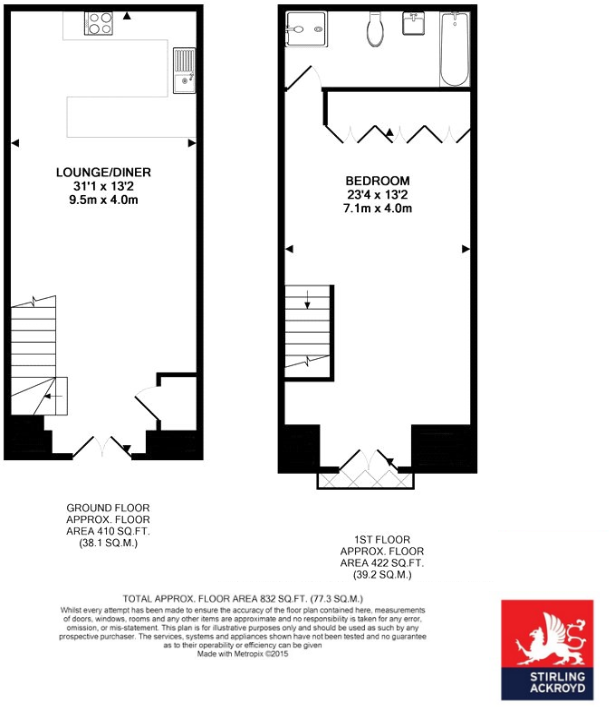 LOUNGE/DINER
31'1 x 13'2
9.5m x 4.0m
BEDROOM
23'4 x 13'2
7.1m x 4.0m
GROUND FLOOR
APPROX. FLOOR
AREA 410 SQ.FT.
(38.1 SQ.M.)
1ST FLOOR
APPROX. FLOOR
AREA 422 SQ.FT.
(39.2 SQ.M.)
TOTAL APPROX. FLOOR AREA 832 SQ.FT. (77.3 SQ.M.)
Whilst every attempt has been made to ensure the accuracy of the floor plan contained here, measurements
of doors, windows, rooms and any other items are approximate and no responsibility is taken for any error,
omission, or mis-statement. This plan is for illustrative purposes only and should be used as such by any
prospective purchaser. The services, systems and appliances shown have not been tested and no guarantee
as to their operability or efficiency can be given
Made with Metropix ©2015
STIRLING
ACKROYD